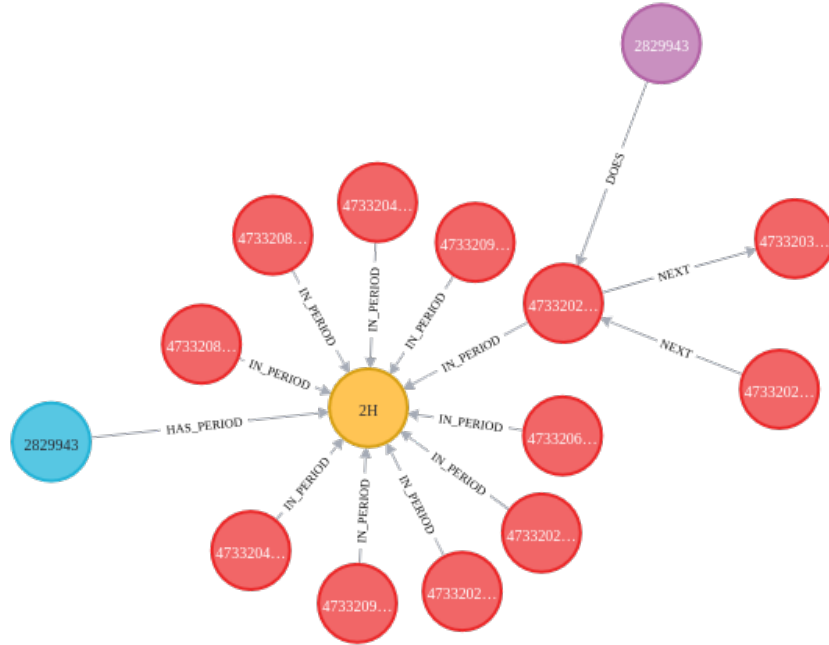 2829943
DOES
4733204…
4733208…
4733209…
4733203…
NEXT
IN_PERIOD
IN_PERIOD
IN_PERIOD
4733202…
4733208…
IN_PERIOD
NEXT
IN_PERIOD
4733202…
2H
HAS_PERIOD
IN_PERIOD
4733206…
2829943
IN_PERIOD
IN_PERIOD
IN_PERIOD
IN_PERIOD
4733202…
4733204…
4733202…
4733209…